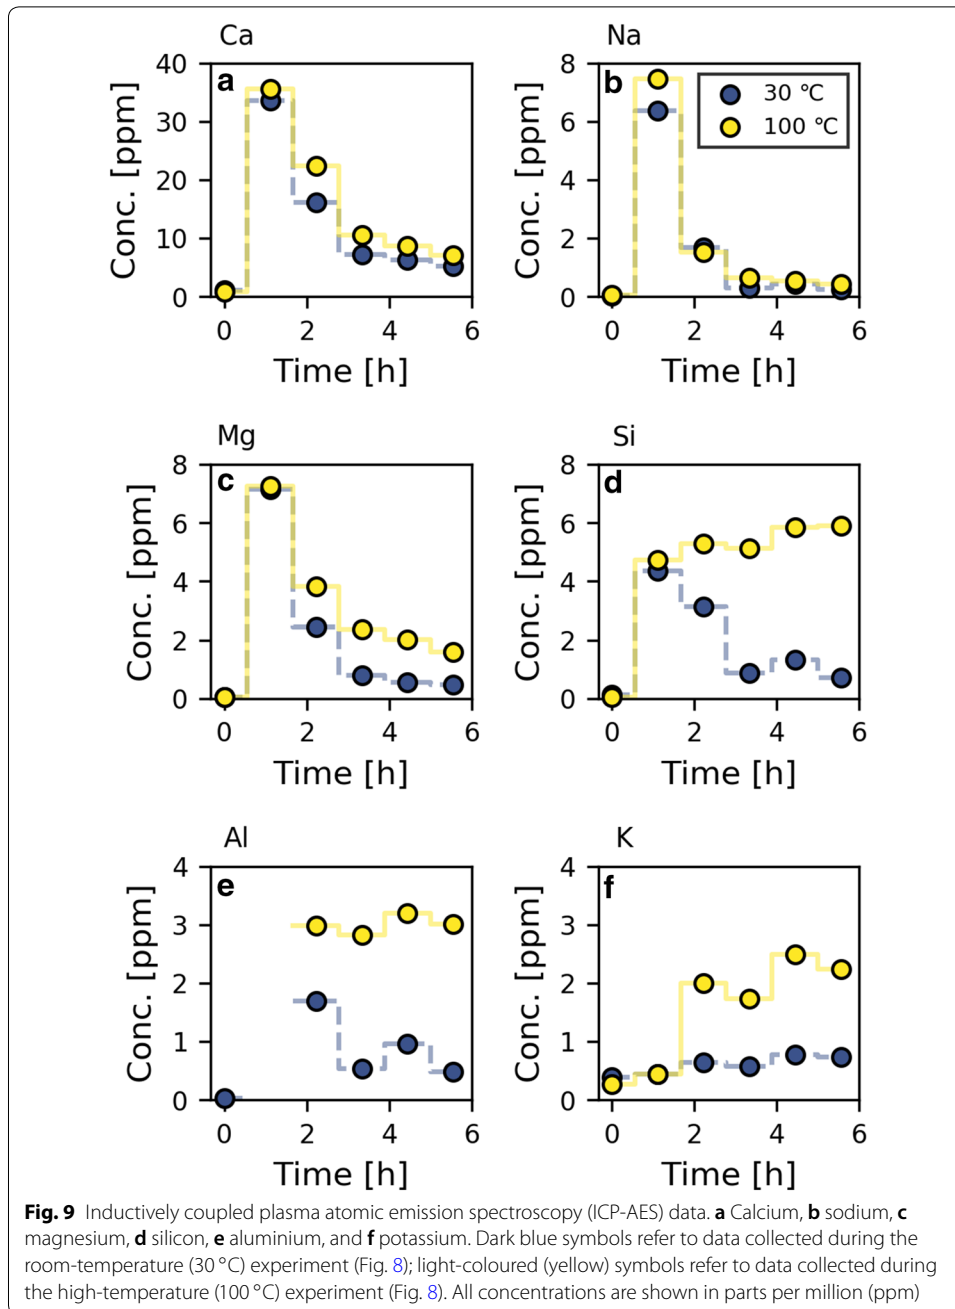 Ca
a
40
30
20
10
0
Conc. [ppm]
0 2 4 6
Time [h]
Na
b
8
6
4
2
0
Conc. [ppm]
0 2 4 6
Time [h]
30 °C
100 °C
Mg
c
8
6
4
2
0
Conc. [ppm]
0 2 4 6
Time [h]
Si
d
8
6
4
2
0
Conc. [ppm]
0 2 4 6
Time [h]
Al
e
4
3
2
1
0
Conc. [ppm]
0 2 4 6
Time [h]
K
f
4
3
2
1
0
Conc. [ppm]
0 2 4 6
Time [h]
Fig. 9 Inductively coupled plasma atomic emission spectroscopy (ICP-AES) data. a Calcium, b sodium, c
magnesium, d silicon, e aluminium, and f potassium. Dark blue symbols refer to data collected during the
room-temperature (30 °C) experiment (Fig. 8); light-coloured (yellow) symbols refer to data collected during
the high-temperature (100 °C) experiment (Fig. 8). All concentrations are shown in parts per million (ppm)